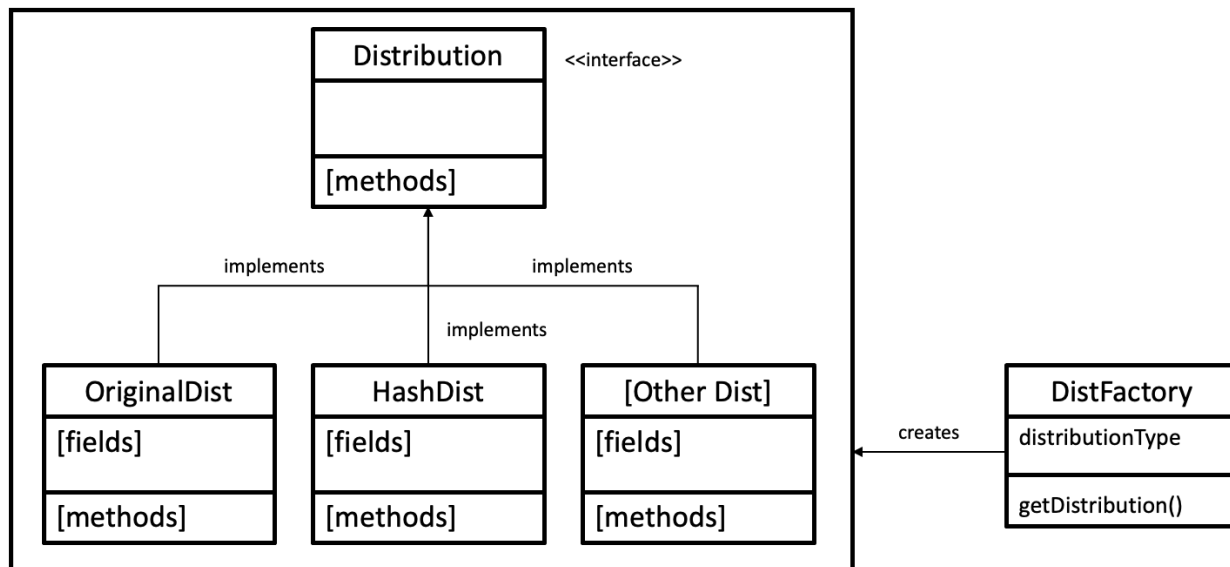 Distribution
<<interface>>
[methods]
implements
implements
implements
OriginalDist
[fields]
[methods]
HashDist
[fields]
[methods]
[Other Dist]
[fields]
[methods]
creates
DistFactory
distributionType
getDistribution()